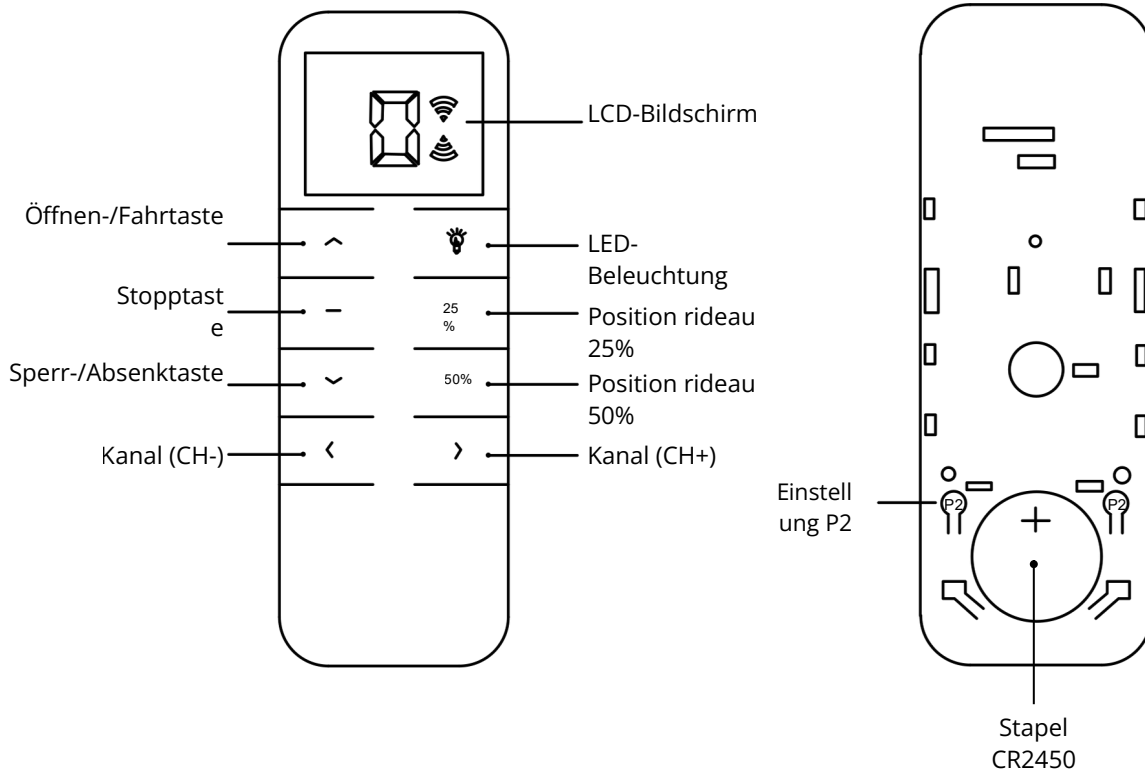 LCD-Bildschirm
Öffnen-/Fahrtaste
LED-
Beleuchtung
Stopptast
e
25
%
Position rideau
25%
Sperr-/Absenktaste
50%
Position rideau
50%
Kanal (CH-)
Kanal (CH+)
Einstell
ung P2
P2
P2
Stapel
CR2450